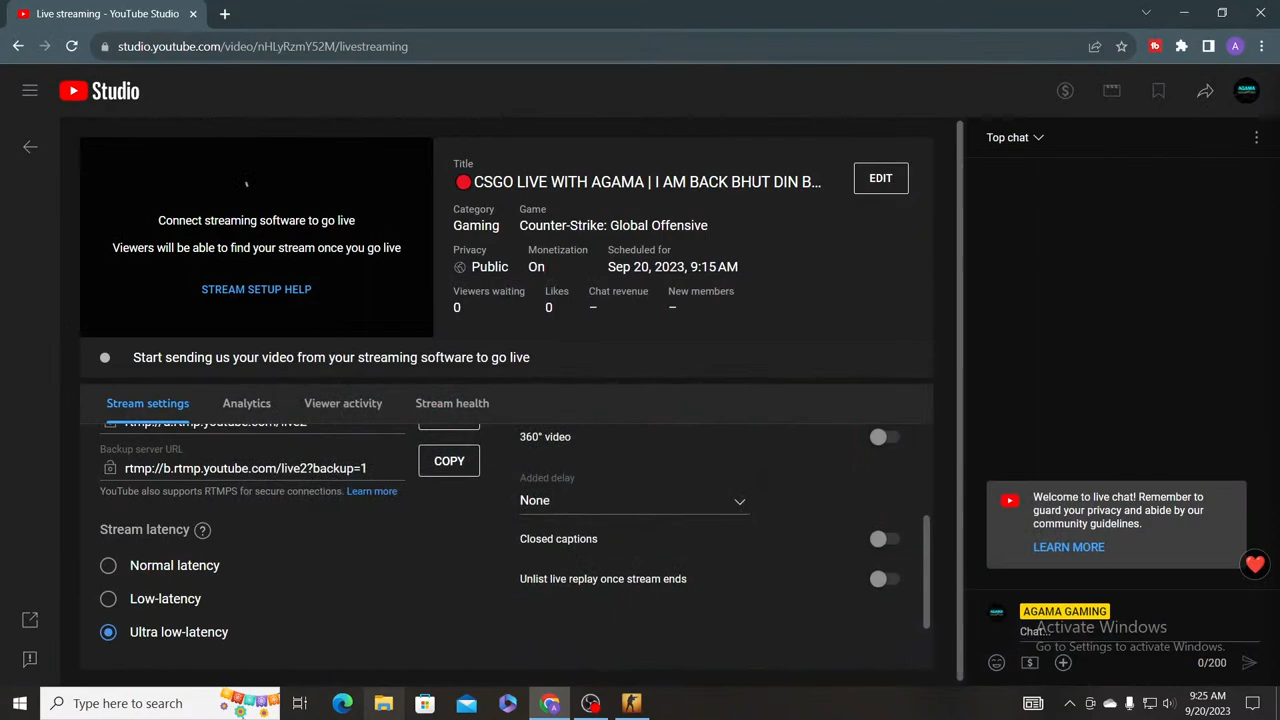 Live streaming - YouTube Studio
studio.youtube.com/video/nHLyRzmY52M/livestreaming
A
Studio
AGAMA
Connect streaming software to go live
Viewers will be able to find your stream once you go live
STREAM SETUP HELP
Title
CSGO LIVE WITH AGAMA | I AM BACK BHUT DIN B...
EDIT
Category
Gaming
Game
Counter-Strike: Global Offensive
Privacy
Public
Monetization
On
Scheduled for
Sep 20, 2023, 9:15 AM
Viewers waiting
0
Likes
0
Chat revenue
–
New members
–
Start sending us your video from your streaming software to go live
Stream settings
Analytics
Viewer activity
Stream health
rtmp://a.rtmp.youtube.com/live2
Backup server URL
rtmp://b.rtmp.youtube.com/live2?backup=1
COPY
YouTube also supports RTMPS for secure connections. Learn more
Stream latency
Normal latency
Low-latency
Ultra low-latency
360° video
Added delay
None
Closed captions
Unlist live replay once stream ends
Top chat
Welcome to live chat! Remember to
guard your privacy and abide by our
community guidelines.
LEARN MORE
AGAMA GAMING
Chat...
0/200
Activate Windows
Go to Settings to activate Windows.
Type here to search
9:25 AM
9/20/2023